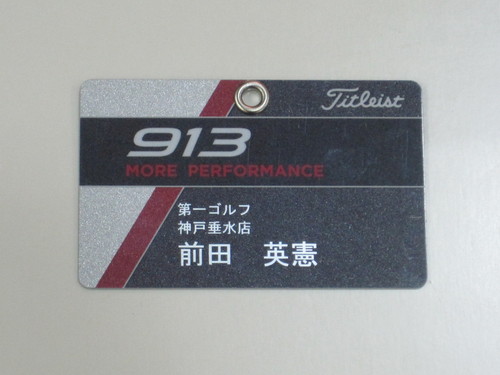 Titleist
913
MORE PERFORMANCE
第一ゴルフ
神戸垂水店
前田 英憲